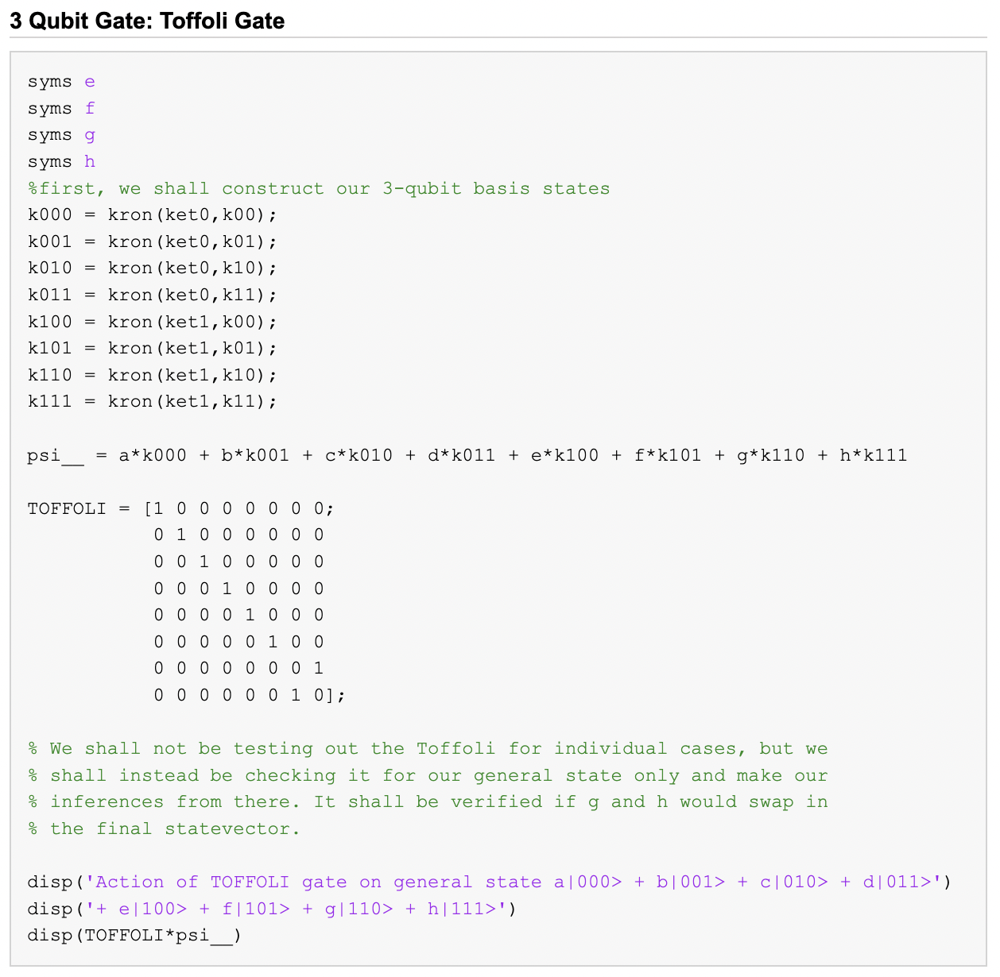 3 Qubit Gate: Toffoli Gate
syms e
syms f
syms g
syms h
%first, we shall construct our 3-qubit basis states
k000 = kron(ket0,k00);
k001 = kron(ket0,k01);
k010 = kron(ket0,k10);
k011 = kron(ket0,k11);
k100 = kron(ket1,k00);
k101 = kron(ket1,k01);
k110 = kron(ket1,k10);
k111 = kron(ket1,k11);
psi__ = a*k000 + b*k001 + c*k010 + d*k011 + e*k100 + f*k101 + g*k110 + h*k111
TOFFOLI = [1 0 0 0 0 0 0 0;
0 1 0 0 0 0 0 0
0 0 1 0 0 0 0 0
0 0 0 1 0 0 0 0
0 0 0 0 1 0 0 0
0 0 0 0 0 1 0 0
0 0 0 0 0 0 0 1
0 0 0 0 0 0 1 0];
% We shall not be testing out the Toffoli for individual cases, but we
% shall instead be checking it for our general state only and make our
% inferences from there. It shall be verified if g and h would swap in
% the final statevector.
disp('Action of TOFFOLI gate on general state a|000> + b|001> + c|010> + d|011>')
disp('+ e|100> + f|101> + g|110> + h|111>')
disp(TOFFOLI*psi__)